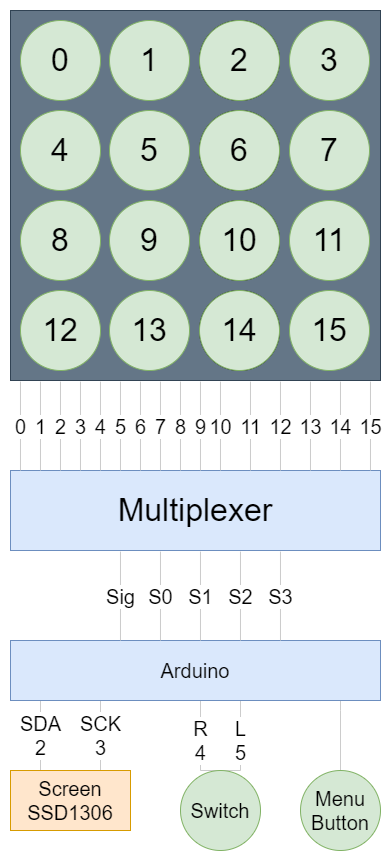 0 1 2 3
4 5 6 7
8 9 10 11
12 13 14 15
0 1 2 3 4 5 6 7 8 9 10 11 12 13 14 15
Multiplexer
Sig S0 S1 S2 S3
Arduino
SDA SCK R L
2 3 4 5
Screen
SSD1306
Switch
Menu
Button